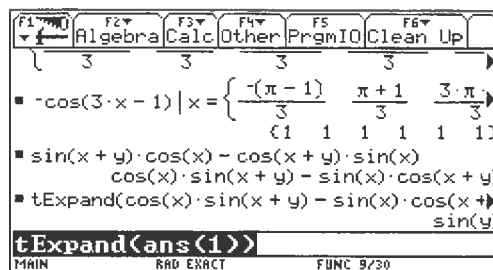 F1 F2 F3 F4 F5 F6
Algebra Calc Other PrgmIO Clean Up
3 3 3 3
▪ -cos(3·x - 1) | x = { -(π - 1)/3 π + 1/3 3·π·/3
{1 1 1 1 1 1}
▪ sin(x + y)·cos(x) - cos(x + y)·sin(x)
cos(x)·sin(x + y) - sin(x)·cos(x + y
▪ tExpand(cos(x)·sin(x + y) - sin(x)·cos(x +
sin(y
tExpand(ans(1))
MAIN RAD EXACT FUNC 9/30